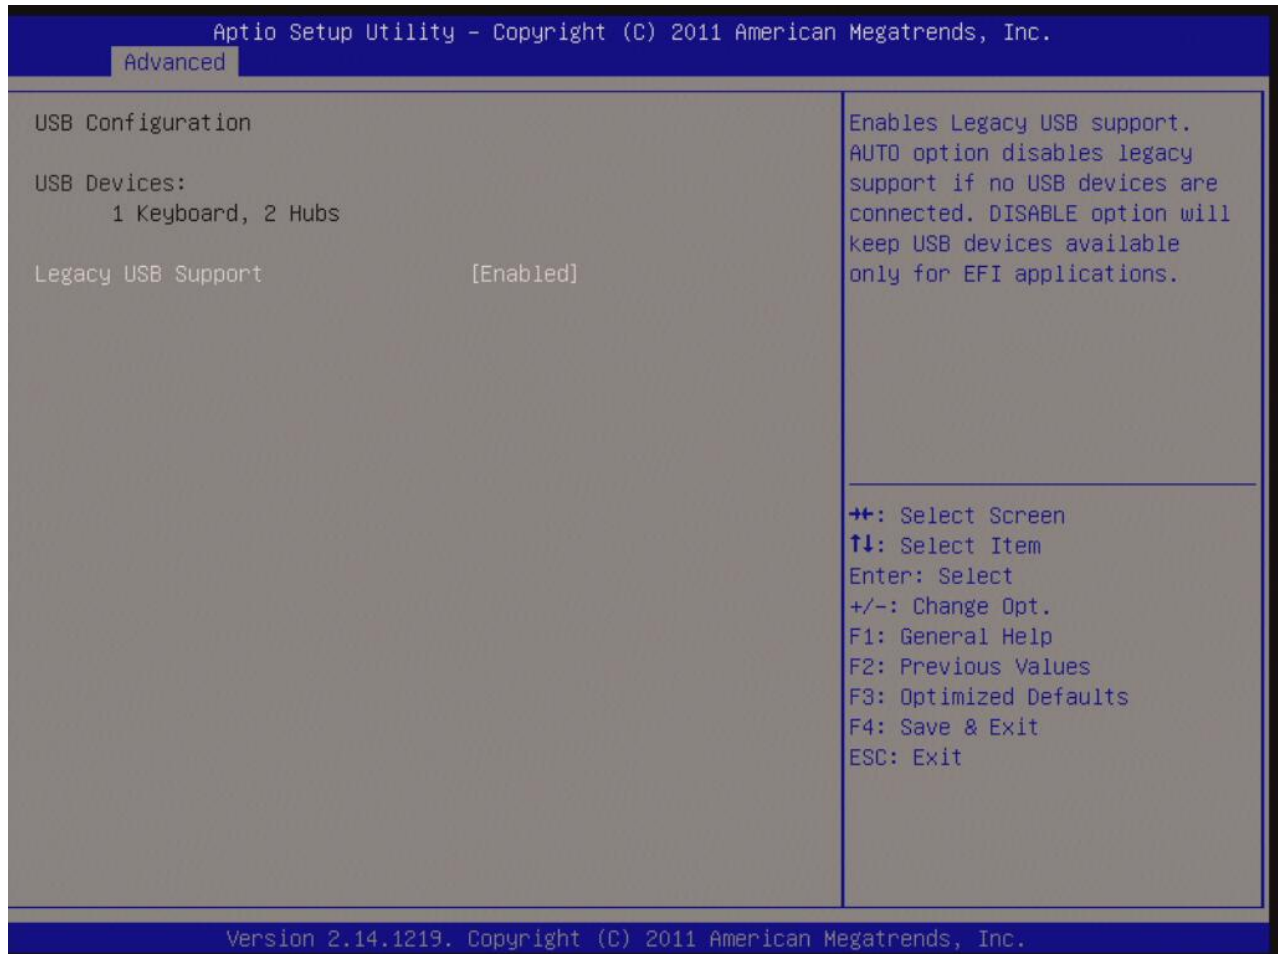 Aptio Setup Utility – Copyright (C) 2011 American Megatrends, Inc.
Advanced
USB Configuration
USB Devices:
1 Keyboard, 2 Hubs
Legacy USB Support [Enabled]
Enables Legacy USB support.
AUTO option disables legacy
support if no USB devices are
connected. DISABLE option will
keep USB devices available
only for EFI applications.
→←: Select Screen
↑↓: Select Item
Enter: Select
+/-: Change Opt.
F1: General Help
F2: Previous Values
F3: Optimized Defaults
F4: Save & Exit
ESC: Exit
Version 2.14.1219. Copyright (C) 2011 American Megatrends, Inc.